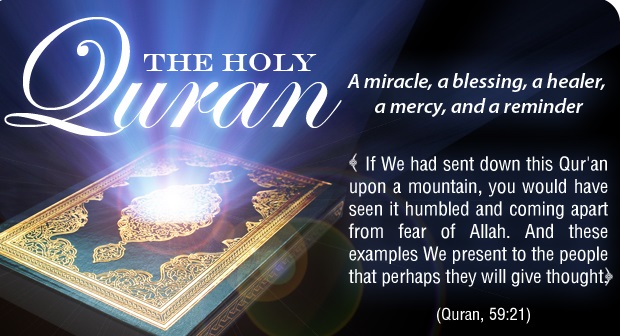 THE HOLY
Quran
A miracle, a blessing, a healer,
a mercy, and a reminder
﴾ If We had sent down this Qur'an
upon a mountain, you would have
seen it humbled and coming apart
from fear of Allah. And these
examples We present to the people
that perhaps they will give thought﴿
(Quran, 59:21)